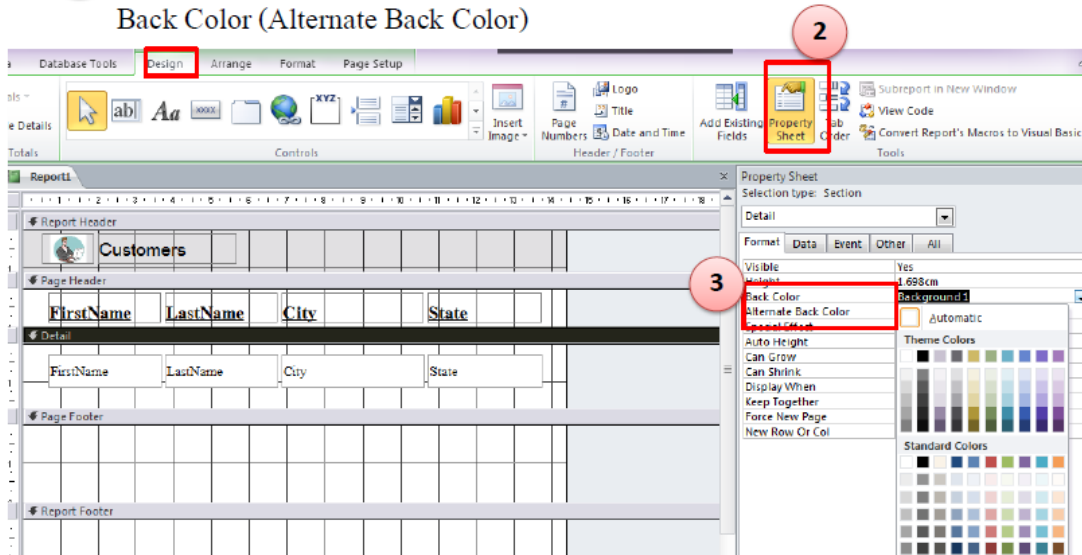 Back Color (Alternate Back Color)
2
Database Tools Design Arrange Format Page Setup
Logo
Title
Date and Time
Subreport in New Window
View Code
Convert Report's Macros to Visual Basic
ab Aa XXXX XYZ
Insert Image
Page Numbers
Add Existing Fields
Property Sheet
Tab Order
e Details
Totals Controls Header / Footer Tools
Report1
Property Sheet
Selection type: Section
Detail
Format Data Event Other All
Report Header
Customers
Page Header
FirstName LastName City State
Detail
FirstName LastName City State
Page Footer
Report Footer
3
Visible Yes
Height 1.698cm
Back Color Background 1
Alternate Back Color
Special Effect
Auto Height
Can Grow
Can Shrink
Display When
Keep Together
Force New Page
New Row Or Col
Automatic
Theme Colors
Standard Colors